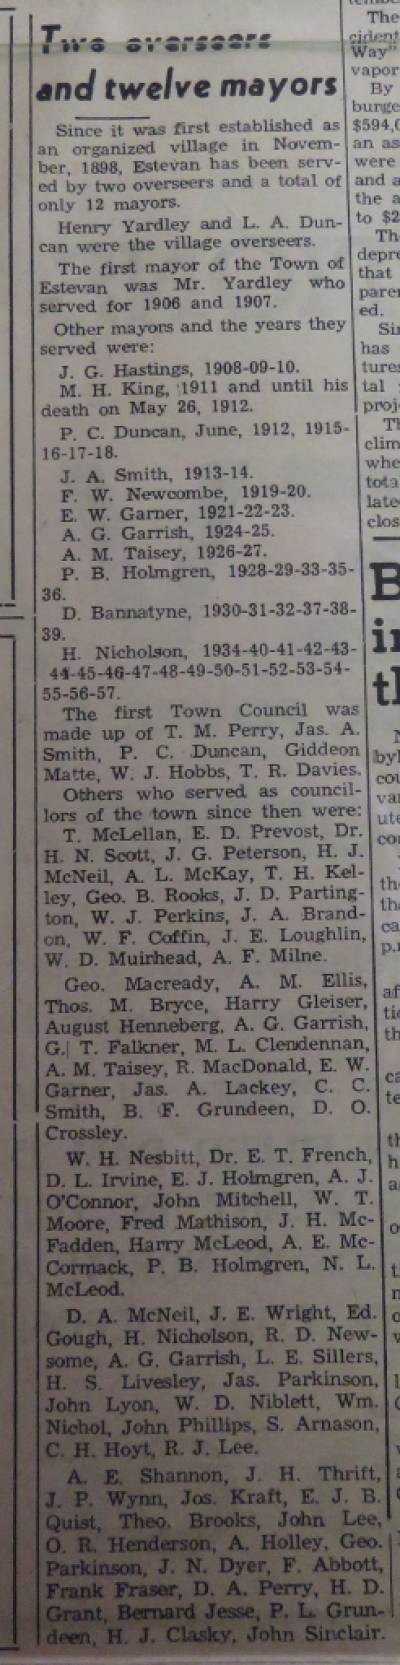 Two overseers
and twelve mayors
Since it was first established as
an organized village in Novem-
ber, 1898, Estevan has been serv-
ed by two overseers and a total of
only 12 mayors.
Henry Yardley and L. A. Dun-
can were the village overseers.
The first mayor of the Town of
Estevan was Mr. Yardley who
served for 1906 and 1907.
Other mayors and the years they
served were:
J. G. Hastings, 1908-09-10.
M. H. King, 1911 and until his
death on May 26, 1912.
P. C. Duncan, June, 1912, 1915-
16-17-18.
J. A. Smith, 1913-14.
F. W. Newcombe, 1919-20.
E. W. Garner, 1921-22-23.
A. G. Garrish, 1924-25.
A. M. Taisey, 1926-27.
P. B. Holmgren, 1928-29-33-35-
36.
D. Bannatyne, 1930-31-32-37-38-
39.
H. Nicholson, 1934-40-41-42-43-
44-45-46-47-48-49-50-51-52-53-54-
55-56-57.
The first Town Council was
made up of T. M. Perry, Jas. A.
Smith, P. C. Duncan, Giddeon
Matte, W. J. Hobbs, T. R. Davies.
Others who served as council-
lors of the town since then were:
T. McLellan, E. D. Prevost, Dr.
H. N. Scott, J. G. Peterson, H. J.
McNeil, A. L. McKay, T. H. Kel-
ley, Geo. B. Rooks, J. D. Parting-
ton, W. J. Perkins, J. A. Brand-
on, W. F. Coffin, J. E. Loughlin,
W. D. Muirhead, A. F. Milne.
Geo. Macready, A. M. Ellis,
Thos. M. Bryce, Harry Gleiser,
August Henneberg, A. G. Garrish,
G. T. Falkner, M. L. Clendennan,
A. M. Taisey, R. MacDonald, E. W.
Garner, Jas. A. Lackey, C. C.
Smith, B. F. Grundeen, D. O.
Crossley.
W. H. Nesbitt, Dr. E. T. French,
D. L. Irvine, E. J. Holmgren, A. J.
O'Connor, John Mitchell, W. T.
Moore, Fred Mathison, J. H. Mc-
Fadden, Harry McLeod, A. E. Mc-
Cormack, P. B. Holmgren, N. L.
McLeod.
D. A. McNeil, J. E. Wright, Ed.
Gough, H. Nicholson, R. D. New-
some, A. G. Garrish, L. E. Sillers,
H. S. Livesley, Jas. Parkinson,
John Lyon, W. D. Niblett, Wm.
Nichol, John Phillips, S. Arnason,
C. H. Hoyt, R. J. Lee.
A. E. Shannon, J. H. Thrift,
J. P. Wynn, Jos. Kraft, E. J. B.
Quist, Theo. Brooks, John Lee,
O. R. Henderson, A. Holley, Geo.
Parkinson, J. N. Dyer, F. Abbott,
Frank Fraser, D. A. Perry, H. D.
Grant, Bernard Jesse, P. L. Grun-
deen, H. J. Clasky, John Sinclair.